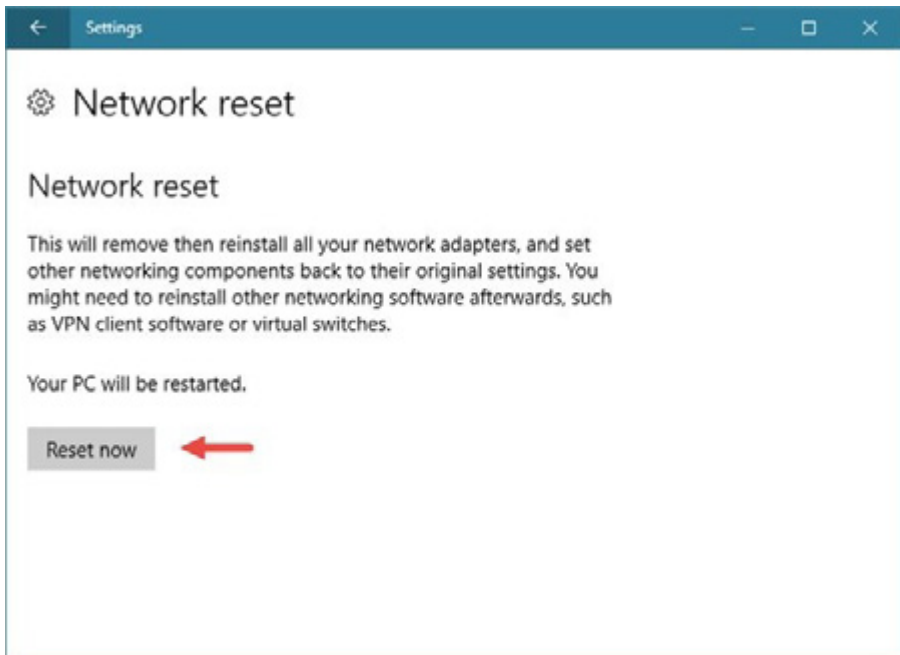 Settings
Network reset
Network reset
This will remove then reinstall all your network adapters, and set
other networking components back to their original settings. You
might need to reinstall other networking software afterwards, such
as VPN client software or virtual switches.
Your PC will be restarted.
Reset now